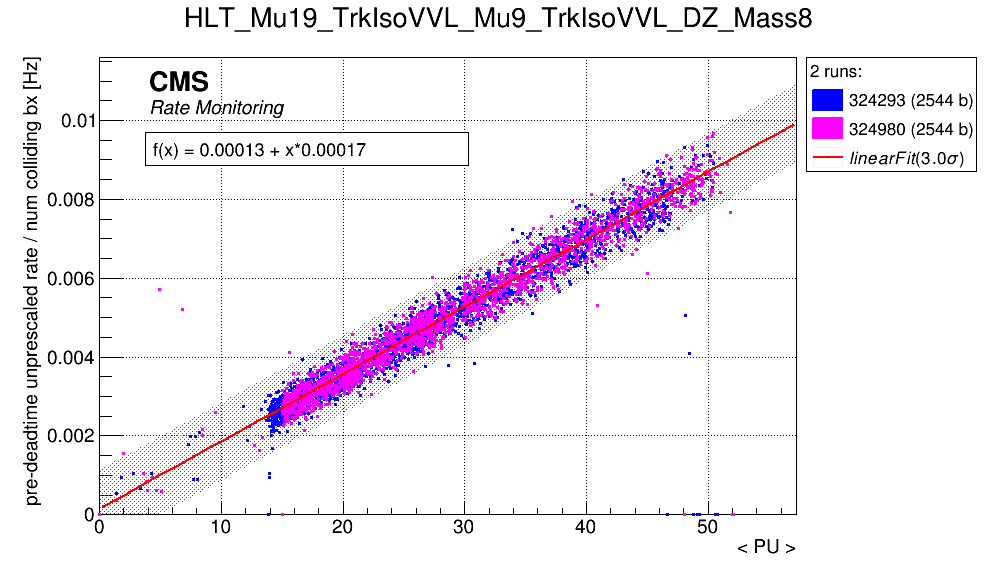 HLT_Mu19_TrkIsoVVL_Mu9_TrkIsoVVL_DZ_Mass8
pre-deadtime unprescaled rate / num colliding bx [Hz]
CMS
Rate Monitoring
f(x) = 0.00013 + x*0.00017
2 runs:
324293 (2544 b)
324980 (2544 b)
linearFit(3.0σ)
0.01
0.008
0.006
0.004
0.002
0
0 10 20 30 40 50
< PU >